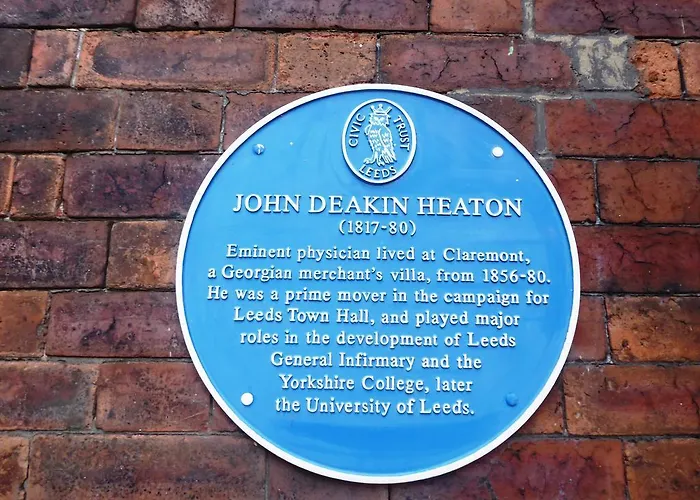 CIVIC TRUST
LEEDS
JOHN DEAKIN HEATON
(1817-80)
Eminent physician lived at Claremont,
a Georgian merchant's villa, from 1856-80.
He was a prime mover in the campaign for
Leeds Town Hall, and played major
roles in the development of Leeds
General Infirmary and the
Yorkshire College, later
the University of Leeds.